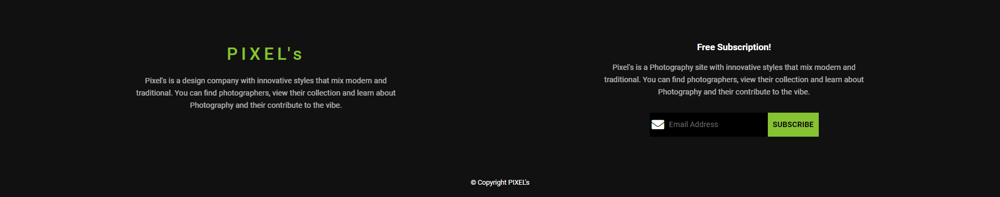 PIXEL's
Pixel's is a design company with innovative styles that mix modern and
traditional. You can find photographers, view their collection and learn about
Photography and their contribute to the vibe.
Free Subscription!
Pixel's is a Photography site with innovative styles that mix modern and
traditional. You can find photographers, view their collection and learn about
Photography and their contribute to the vibe.
Email Address
SUBSCRIBE
© Copyright PIXEL's